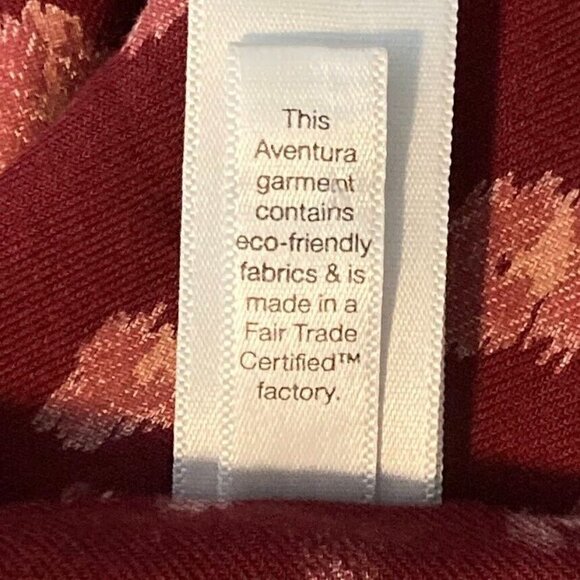 This
Aventura
garment
contains
eco-friendly
fabrics & is
made in a
Fair Trade
Certified™
factory.